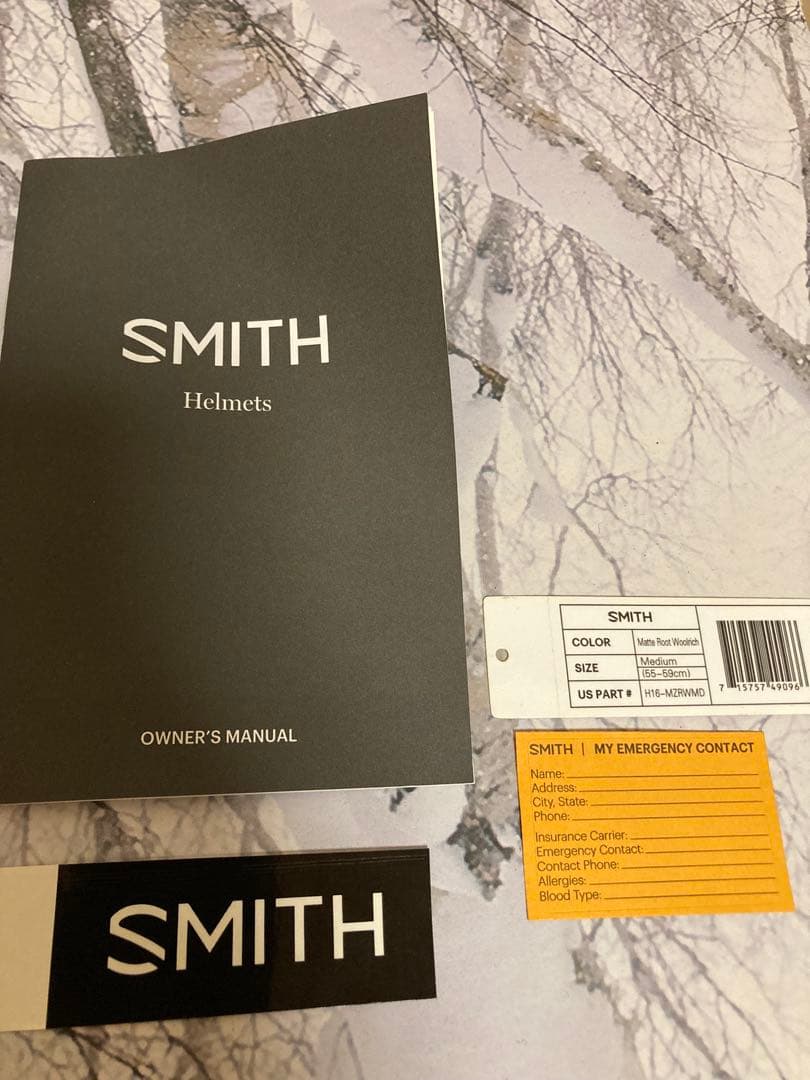 SMITH
Helmets
OWNER'S MANUAL
SMITH
COLOR Matte Root Woolrich
SIZE Medium
(55-59cm)
US PART # H16-MZRWMD
7 15757 49096
SMITH | MY EMERGENCY CONTACT
Name:
Address:
City, State:
Phone:
Insurance Carrier:
Emergency Contact:
Contact Phone:
Allergies:
Blood Type:
SMITH